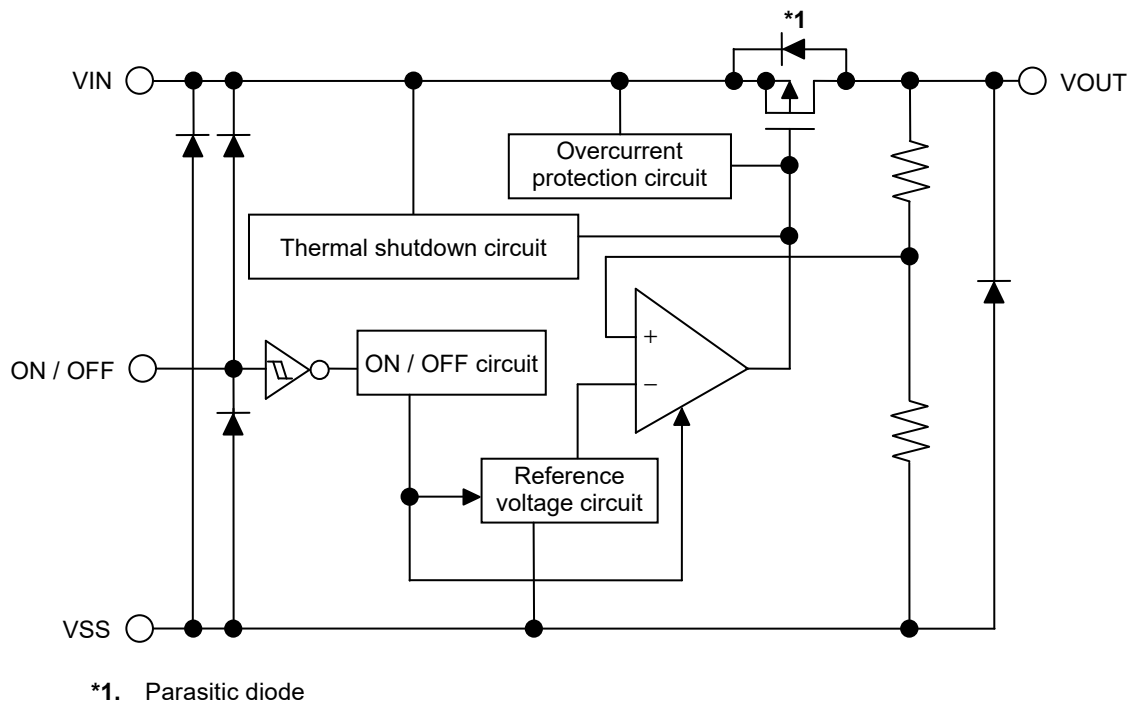 *1
VIN
VOUT
Overcurrent
protection circuit
Thermal shutdown circuit
+
ON / OFF
ON / OFF circuit
−
Reference
voltage circuit
VSS
*1. Parasitic diode